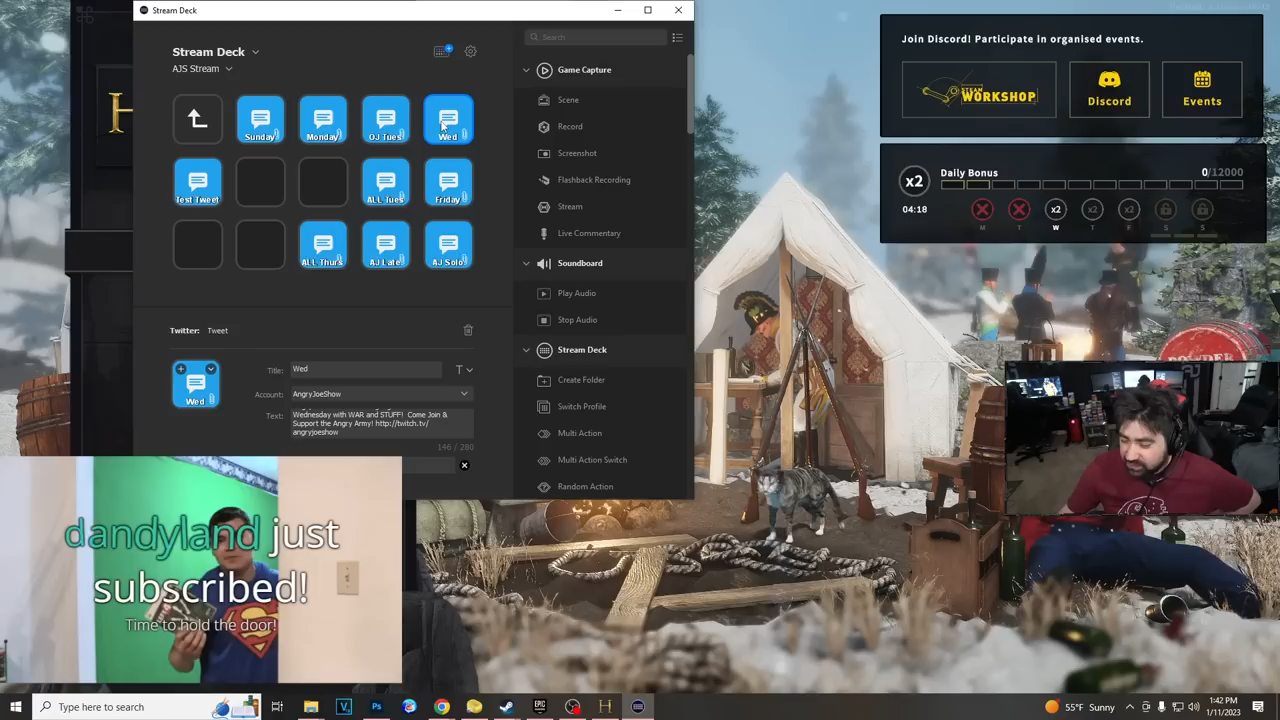 Stream Deck
Stream Deck
AJS Stream
Sunday
Monday
OJ Tues
Wed
Test Tweet
ALL Tues
Friday
ALL Thurs
AJ Late
AJ Solo
Twitter: Tweet
Wed
Title: Wed
Account: AngryJoeShow
Text: Wednesday with WAR and STUFF! Come Join &
Support the Angry Army! http://twitch.tv/
angryjoeshow
146 / 280
Search
Game Capture
Scene
Record
Screenshot
Flashback Recording
Stream
Live Commentary
Soundboard
Play Audio
Stop Audio
Stream Deck
Create Folder
Switch Profile
Multi Action
Multi Action Switch
Random Action
Join Discord! Participate in organised events.
STEAM
WORKSHOP
Discord
Events
x2
04:18
Daily Bonus
0/12000
x2 x2 x2
M T W T F S S
POWDER
dandyland just
subscribed!
Time to hold the door!
Type here to search
55°F Sunny
1:42 PM
1/11/2023